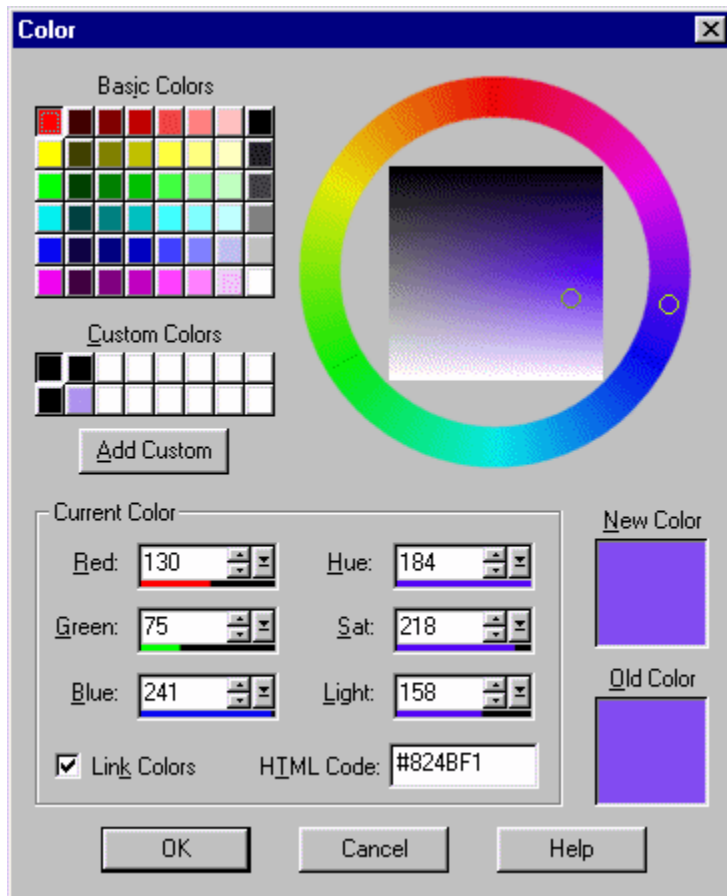 Color
Basic Colors
Custom Colors
Add Custom
Current Color
Red: 130
Hue: 184
Green: 75
Sat: 218
Blue: 241
Light: 158
Link Colors
HTML Code: #824BF1
New Color
Old Color
OK
Cancel
Help